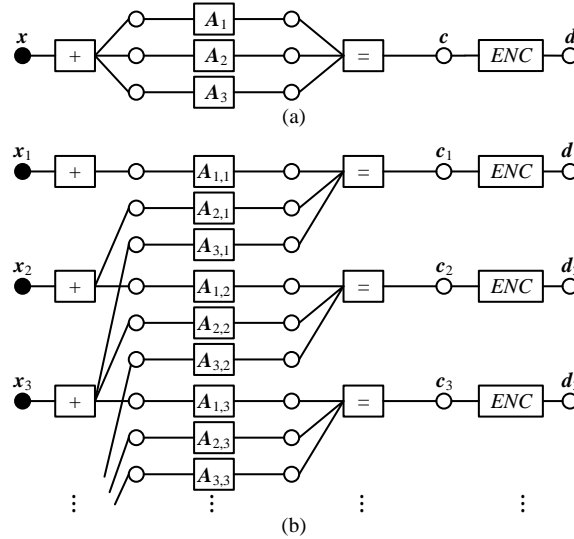 x A₁ c d
+ A₂ = ENC
A₃
(a)
x₁ c₁ d
+ A₁,₁ = ENC
A₂,₁
A₃,₁
x₂ c₂ d
+ A₁,₂ = ENC
A₂,₂
A₃,₂
x₃ c₃ d
+ A₁,₃ = ENC
A₂,₃
A₃,₃
⋮ ⋮ ⋮ ⋮
(b)